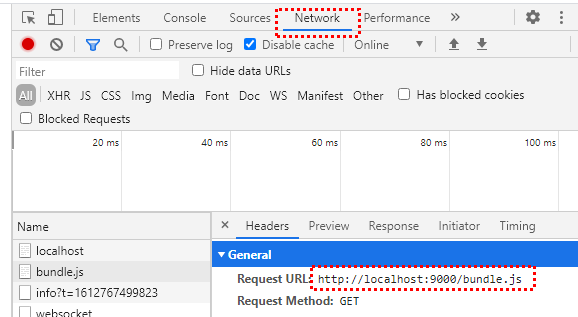 Elements Console Sources Network Performance »
Preserve log Disable cache Online
Filter Hide data URLs
All XHR JS CSS Img Media Font Doc WS Manifest Other Has blocked cookies
Blocked Requests
20 ms 40 ms 60 ms 80 ms 100 ms
Name × Headers Preview Response Initiator Timing
localhost
General
bundle.js
Request URL: http://localhost:9000/bundle.js
info?t=1612767499823
Request Method: GET
websocket